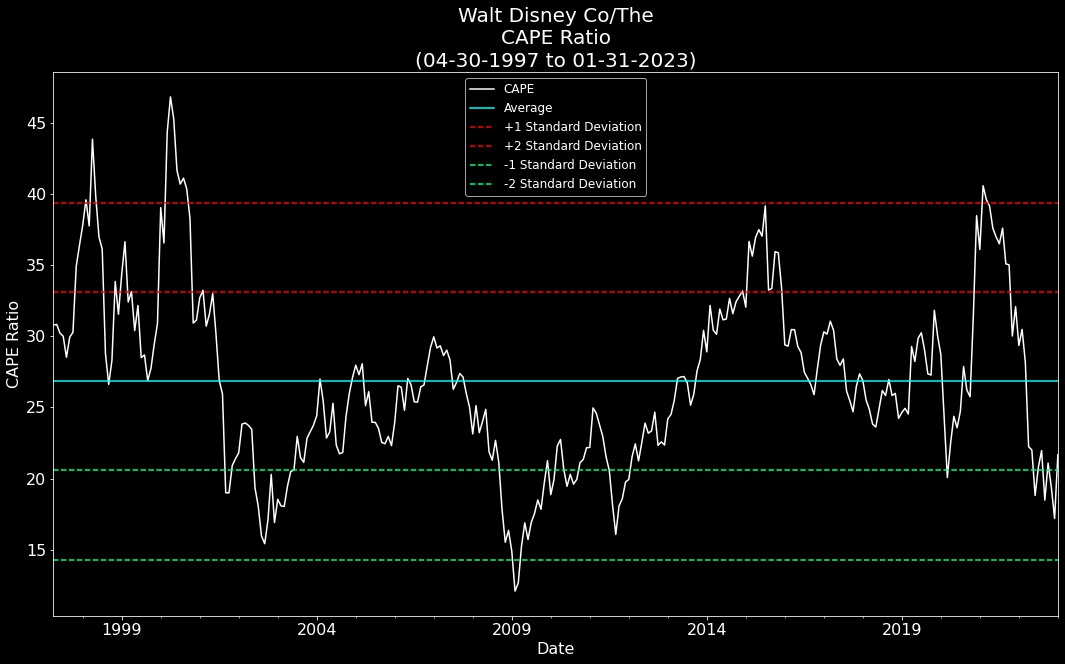 Walt Disney Co/The
CAPE Ratio
(04-30-1997 to 01-31-2023)
CAPE
Average
+1 Standard Deviation
+2 Standard Deviation
-1 Standard Deviation
-2 Standard Deviation
CAPE Ratio
45
40
35
30
25
20
15
1999 2004 2009 2014 2019
Date